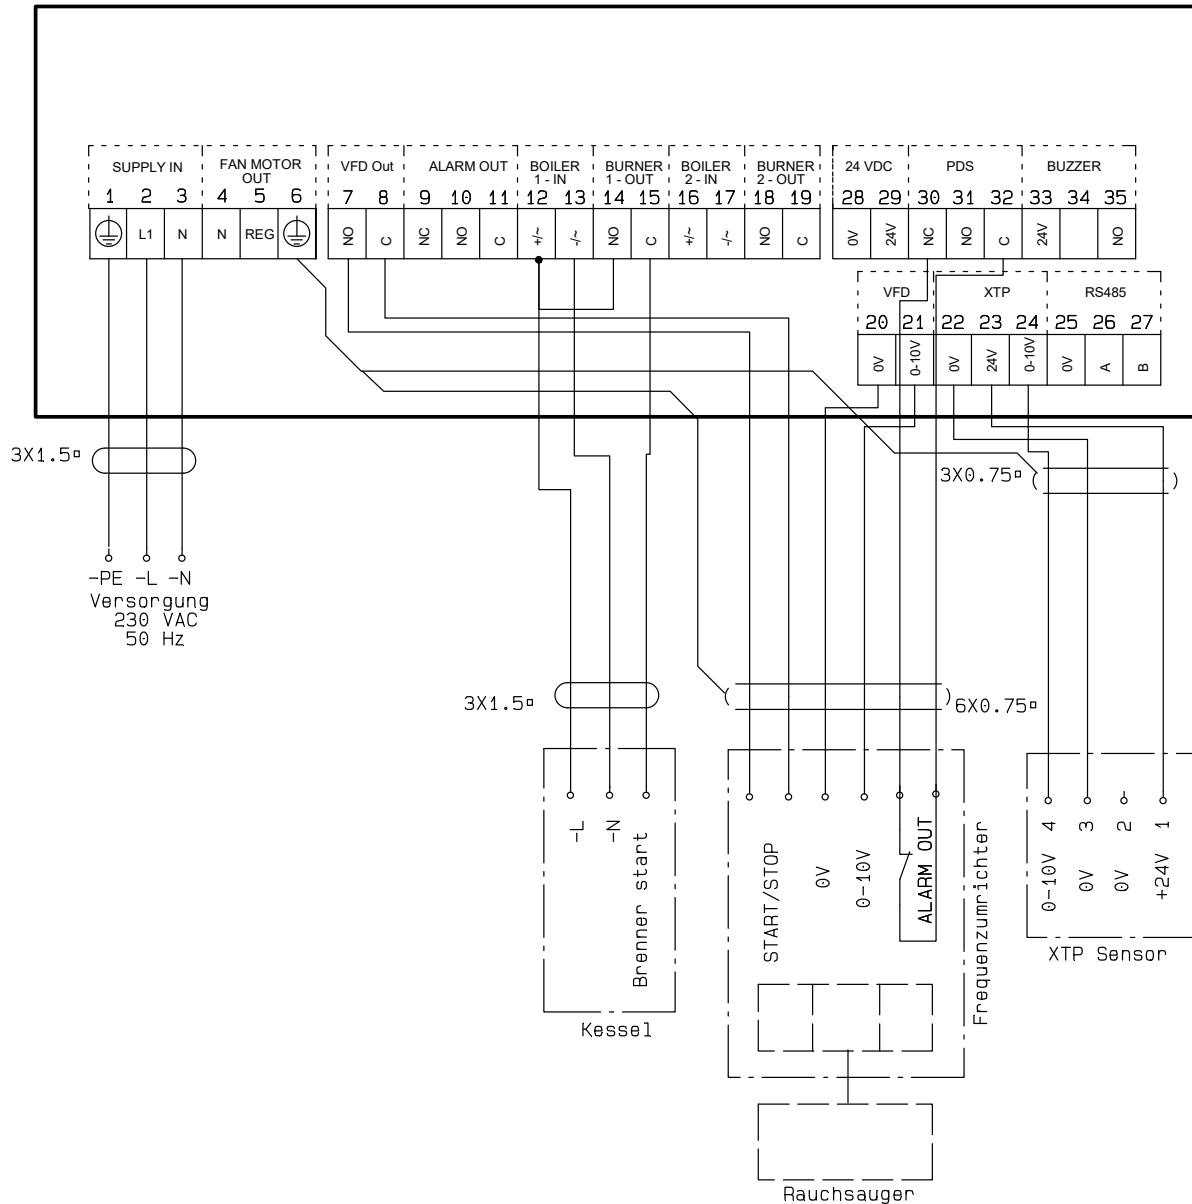 SUPPLY IN FAN MOTOR OUT VFD Out ALARM OUT BOILER 1 - IN BURNER 1 - OUT BOILER 2 - IN BURNER 2 - OUT 24 VDC PDS BUZZER
1 2 3 4 5 6 7 8 9 10 11 12 13 14 15 16 17 18 19 28 29 30 31 32 33 34 35
L1 N N REG NO C NC NO C +/~ -/~ NO C +/~ -/~ NO C 0V 24V NC NO C 24V NO
VFD XTP RS485
20 21 22 23 24 25 26 27
0V 0-10V 0V 24V 0-10V 0V A B
3X1.5▫
3X0.75▫
-PE -L -N
Versorgung
230 VAC
50 Hz
3X1.5▫
6X0.75▫
-L
-N
Brenner start
Kessel
START/STOP
0V
0-10V
ALARM OUT
Frequenzumrichter
0-10V 4
0V 3
0V 2
+24V 1
XTP Sensor
Rauchsauger